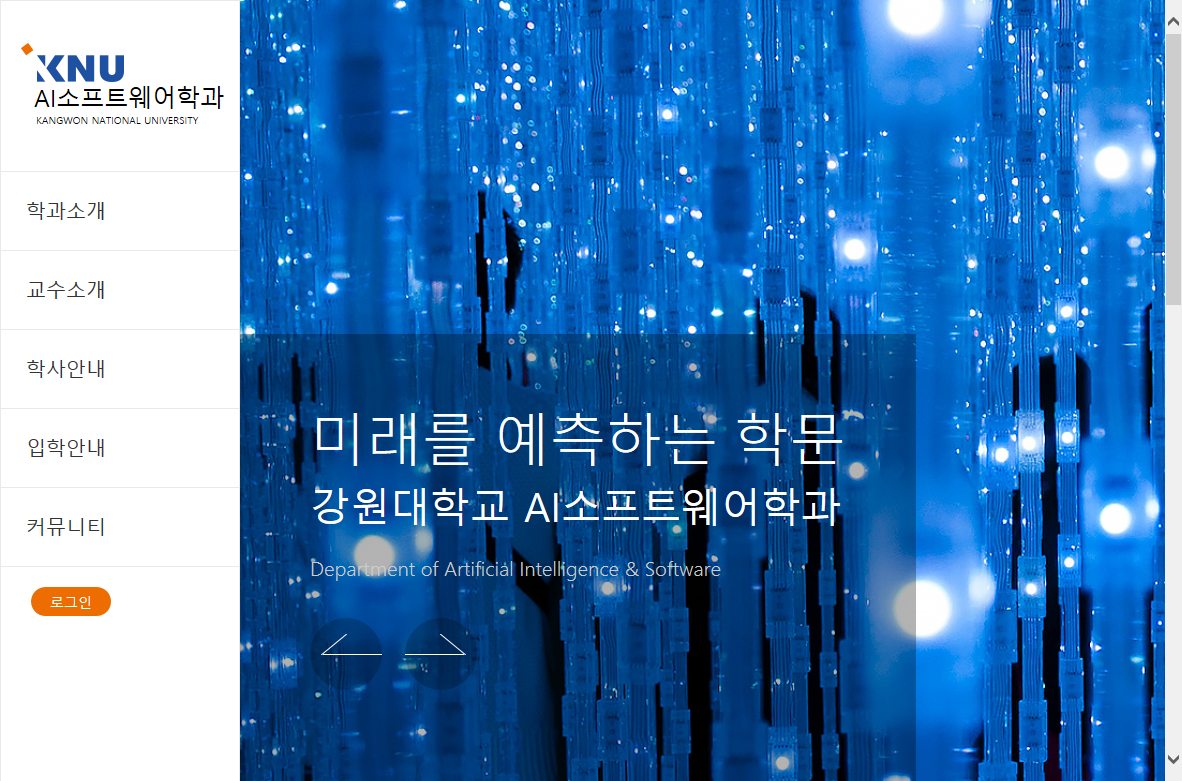 KNU
AI소프트웨어학과
KANGWON NATIONAL UNIVERSITY
학과소개
교수소개
학사안내
입학안내
커뮤니티
로그인
미래를 예측하는 학문
강원대학교 AI소프트웨어학과
Department of Artificial Intelligence & Software